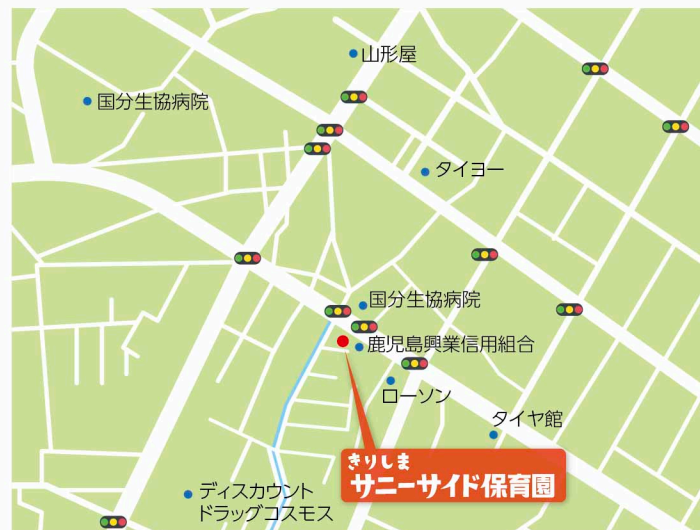 山形屋
国分生協病院
タイヨー
国分生協病院
鹿児島興業信用組合
ローソン
タイヤ館
きりしま
サニーサイド保育園
ディスカウント
ドラッグコスモス